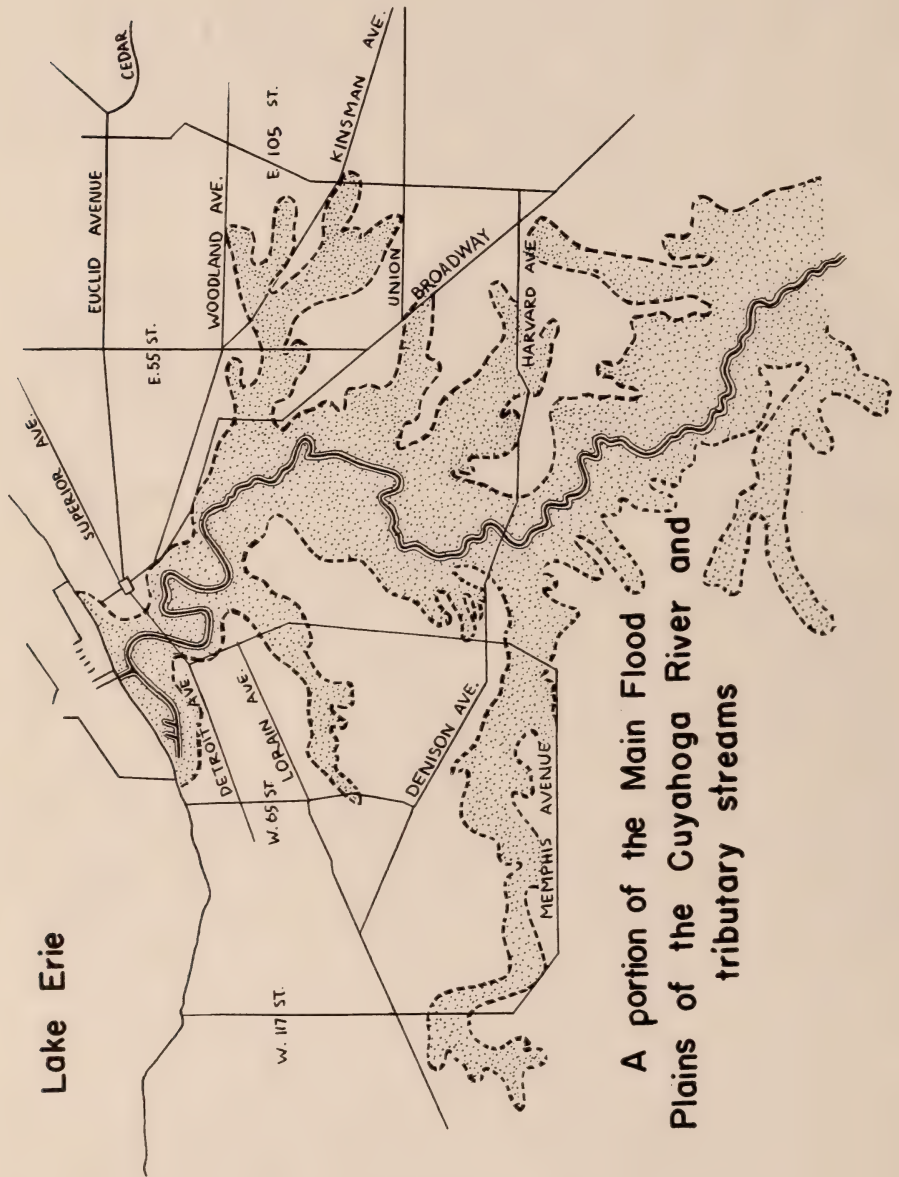 Lake Erie
SUPERIOR AVE.
EUCLID AVENUE
CEDAR
E. 55 ST.
WOODLAND AVE.
E. 105 ST.
KINSMAN AVE.
UNION
BROADWAY
HARVARD AVE
DETROIT AVE
LORAIN AVE.
W. 65 ST
W. 117 ST.
DENISON AVE.
MEMPHIS AVENUE
A portion of the Main Flood
Plains of the Cuyahoga River and
tributary streams